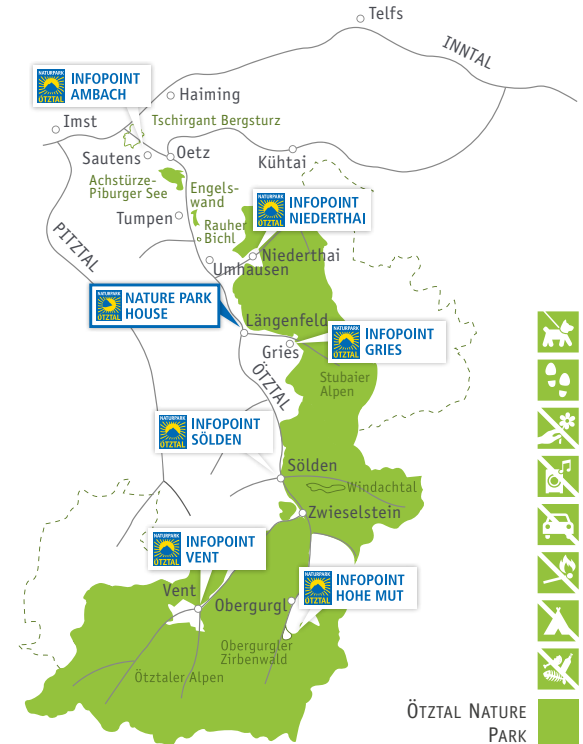 Telfs
INNTAL
NATURPARK
ÖTZTAL
INFOPOINT
AMBACH
Haiming
Imst
Tschirgant Bergsturz
Sautens
Oetz
Kühtai
Achstürze-
Piburger See
Engels-
wand
NATURPARK
ÖTZTAL
INFOPOINT
NIEDERTHAI
Tumpen
Rauher
Bichl
PITZTAL
Niederthai
Umhausen
NATURPARK
ÖTZTAL
NATURE PARK
HOUSE
Längenfeld
NATURPARK
ÖTZTAL
INFOPOINT
GRIES
Gries
ÖTZTAL
Stubaier
Alpen
NATURPARK
ÖTZTAL
INFOPOINT
SÖLDEN
Sölden
Windachtal
Zwieselstein
NATURPARK
ÖTZTAL
INFOPOINT
VENT
NATURPARK
ÖTZTAL
INFOPOINT
HOHE MUT
Vent
Obergurgl
Obergurgler
Zirbenwald
Ötztaler Alpen
ÖTZTAL NATURE
PARK